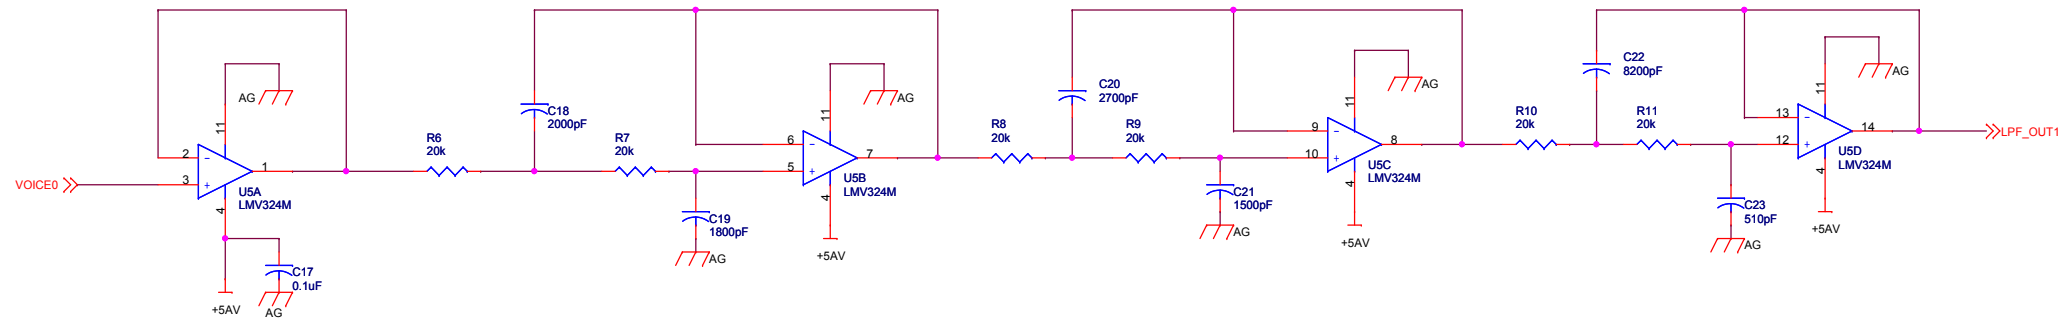 VOICE0
2
3
AG
11
1
U5A
LMV324M
4
C17
0.1uF
+5AV
AG
R6
20k
C18
2000pF
R7
20k
C19
1800pF
AG
6
5
11
AG
7
U5B
LMV324M
4
+5AV
R8
20k
C20
2700pF
R9
20k
C21
1500pF
AG
9
10
11
AG
8
U5C
LMV324M
4
+5AV
R10
20k
C22
8200pF
R11
20k
C23
510pF
AG
13
12
11
AG
14
U5D
LMV324M
4
+5AV
LPF_OUT1